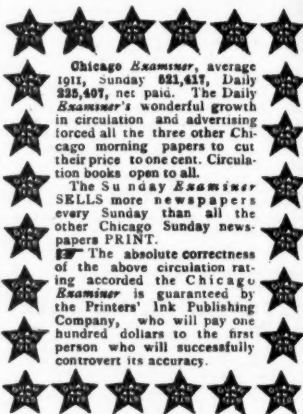 Chicago Examiner, average
1911, Sunday 521,417, Daily
225,407, net paid. The Daily
Examiner's wonderful growth
in circulation and advertising
forced all the three other Chi-
cago morning papers to cut
their price to one cent. Circula-
tion books open to all.
The Sunday Examiner
SELLS more newspapers
every Sunday than all the
other Chicago Sunday news-
papers PRINT.
☛ The absolute correctness
of the above circulation rat-
ing accorded the Chicago
Examiner is guaranteed by
the Printers' Ink Publishing
Company, who will pay one
hundred dollars to the first
person who will successfully
controvert its accuracy.